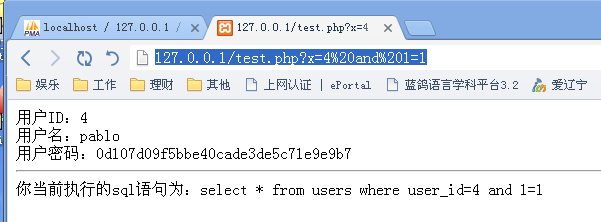 localhost / 127.0.0.1 /
127.0.0.1/test.php?x=4
127.0.0.1/test.php?x=4%20and%201=1
娱乐 工作 理财 其他 上网认证 | ePortal 蓝鸽语言学科平台3.2 爱辽宁
用户ID：4
用户名：pablo
用户密码：0d107d09f5bbe40cade3de5c71e9e9b7
你当前执行的sql语句为：select * from users where user_id=4 and 1=1